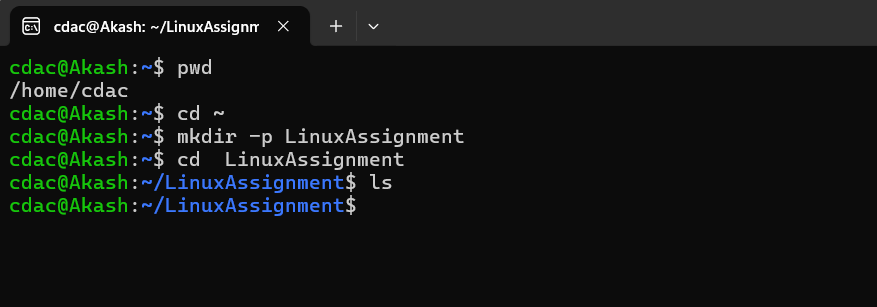 cdac@Akash: ~/LinuxAssignm
cdac@Akash:~$ pwd
/home/cdac
cdac@Akash:~$ cd ~
cdac@Akash:~$ mkdir -p LinuxAssignment
cdac@Akash:~$ cd  LinuxAssignment
cdac@Akash:~/LinuxAssignment$ ls
cdac@Akash:~/LinuxAssignment$